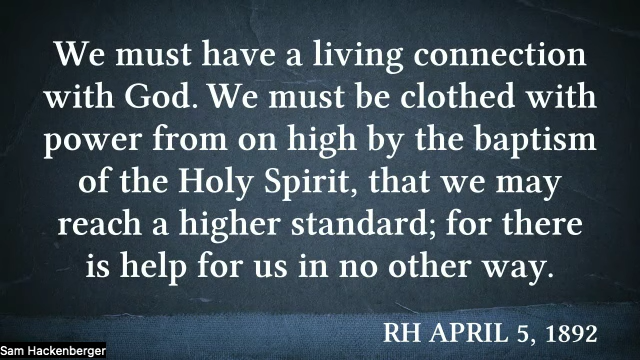 We must have a living connection
with God. We must be clothed with
power from on high by the baptism
of the Holy Spirit, that we may
reach a higher standard; for there
is help for us in no other way.
RH APRIL 5, 1892
Sam Hackenberger